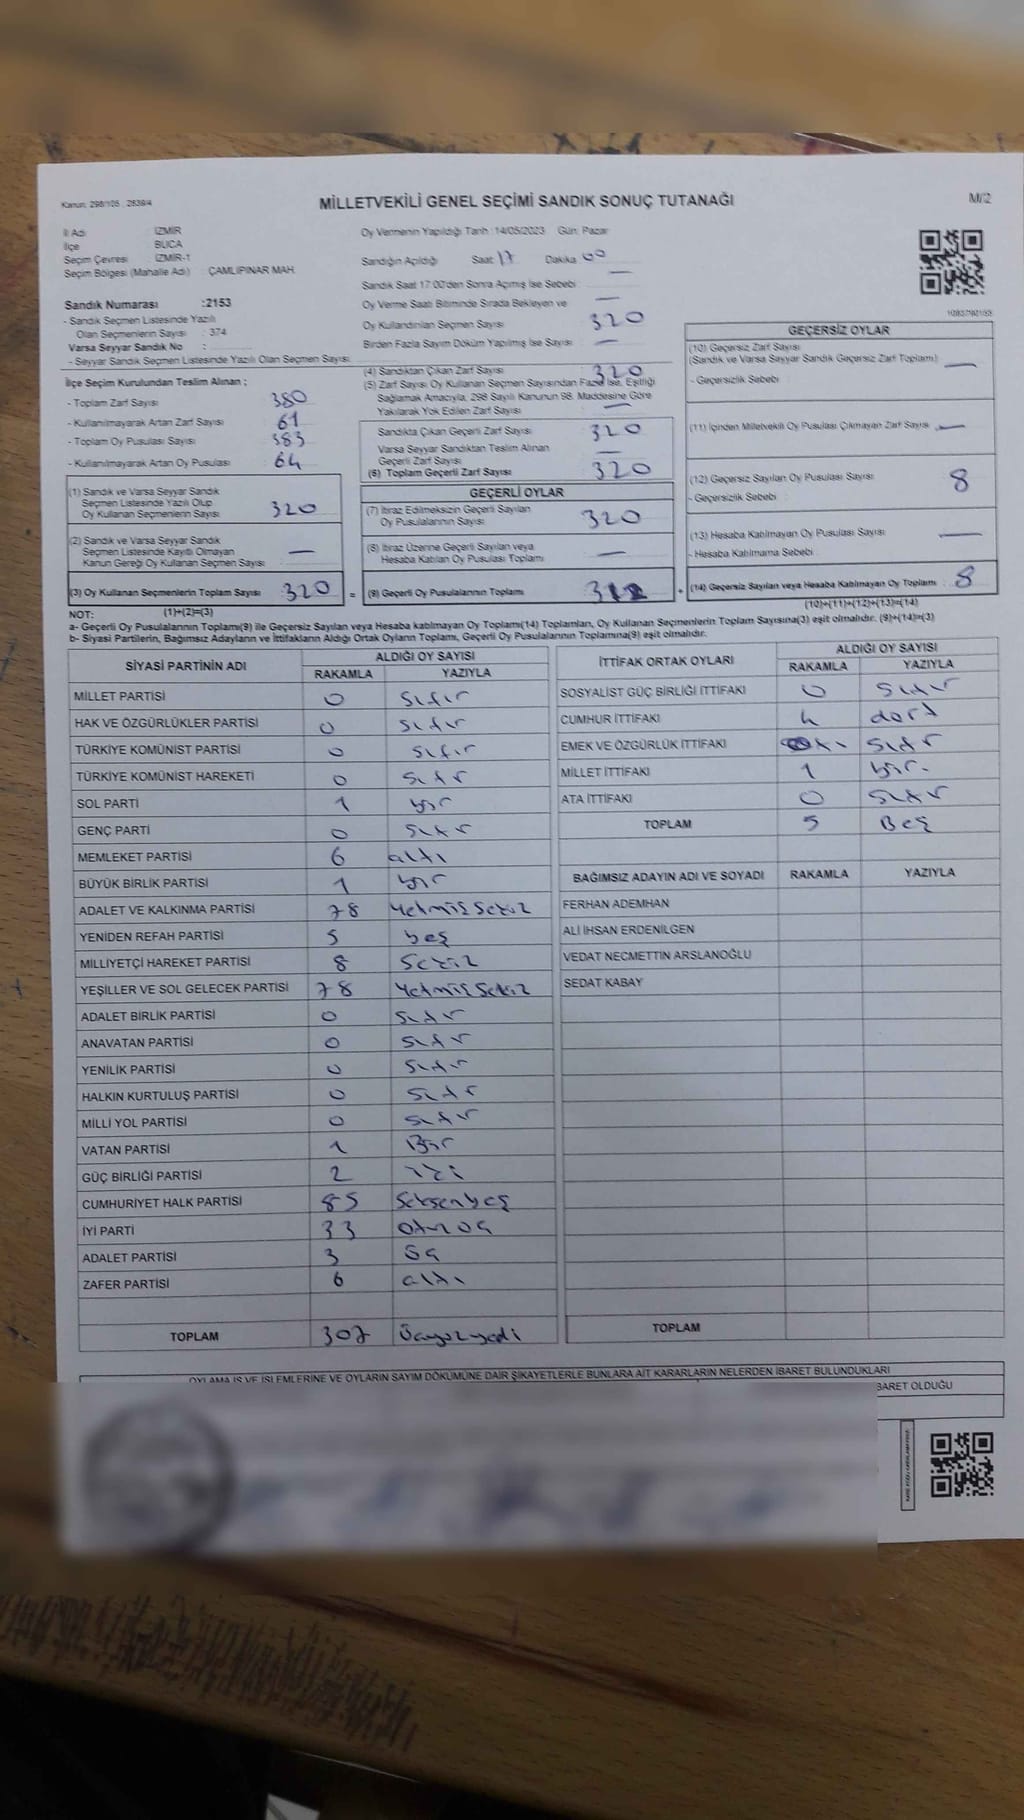 Kanun: 298/105, 2839/4
MİLLETVEKİLİ GENEL SEÇİMİ SANDIK SONUÇ TUTANAĞI
M/2
İl Adı İZMİR
İlçe BUCA
Seçim Çevresi İZMİR-1
Seçim Bölgesi (Mahalle Adı) ÇAMLIPINAR MAH.
Oy Vermenin Yapıldığı Tarih :14/05/2023 Gün: Pazar
Sandığın Açıldığı Saat 17 Dakika 00
Sandık Saat 17:00'den Sonra Açılmış İse Sebebi —
Oy Verme Saati Bitiminde Sırada Bekleyen ve —
Oy Kullandırılan Seçmen Sayısı 320
Birden Fazla Sayım Döküm Yapılmış İse Sayısı —
Sandık Numarası :2153
- Sandık Seçmen Listesinde Yazılı
Olan Seçmenlerin Sayısı : 374
Varsa Seyyar Sandık No :
- Seyyar Sandık Seçmen Listesinde Yazılı Olan Seçmen Sayısı:
İlçe Seçim Kurulundan Teslim Alınan ;
- Toplam Zarf Sayısı 380
- Kullanılmayarak Artan Zarf Sayısı 61
- Toplam Oy Pusulası Sayısı 383
- Kullanılmayarak Artan Oy Pusulası 64
(1) Sandık ve Varsa Seyyar Sandık
Seçmen Listesinde Yazılı Olup
Oy Kullanan Seçmenlerin Sayısı 320
(2) Sandık ve Varsa Seyyar Sandık
Seçmen Listesinde Kayıtlı Olmayan
Kanun Gereği Oy Kullanan Seçmen Sayısı —
(3) Oy Kullanan Seçmenlerin Toplam Sayısı 320 =
(1)+(2)=(3)
(4) Sandıktan Çıkan Zarf Sayısı 320
(5) Zarf Sayısı Oy Kullanan Seçmen Sayısından Fazla İse, Eşitliği
Sağlamak Amacıyla, 298 Sayılı Kanunun 98. Maddesine Göre
Yakılarak Yok Edilen Zarf Sayısı —
Sandıkta Çıkan Geçerli Zarf Sayısı 320
Varsa Seyyar Sandıktan Teslim Alınan
Geçerli Zarf Sayısı —
(6) Toplam Geçerli Zarf Sayısı 320
GEÇERLİ OYLAR
(7) İtiraz Edilmeksizin Geçerli Sayılan
Oy Pusulalarının Sayısı 320
(8) İtiraz Üzerine Geçerli Sayılan veya
Hesaba Katılan Oy Pusulası Toplamı —
(9) Geçerli Oy Pusulalarının Toplamı 312 +
GEÇERSİZ OYLAR
(10) Geçersiz Zarf Sayısı
(Sandık ve Varsa Seyyar Sandık Geçersiz Zarf Toplamı) —
- Geçersizlik Sebebi :
(11) İçinden Milletvekili Oy Pusulası Çıkmayan Zarf Sayısı —
(12) Geçersiz Sayılan Oy Pusulası Sayısı 8
- Geçersizlik Sebebi :
(13) Hesaba Katılmayan Oy Pusulası Sayısı —
- Hesaba Katılmama Sebebi :
(14) Geçersiz Sayılan veya Hesaba Katılmayan Oy Toplamı 8
(10)+(11)+(12)+(13)=(14)
NOT:
a- Geçerli Oy Pusulalarının Toplamı(9) ile Geçersiz Sayılan veya Hesaba katılmayan Oy Toplamı(14) Toplamları, Oy Kullanan Seçmenlerin Toplam Sayısına(3) eşit olmalıdır. (9)+(14)=(3)
b- Siyasi Partilerin, Bağımsız Adayların ve İttifakların Aldığı Ortak Oyların Toplamı, Geçerli Oy Pusulalarının Toplamına(9) eşit olmalıdır.
SİYASİ PARTİNİN ADI ALDIĞI OY SAYISI
RAKAMLA YAZIYLA
MİLLET PARTİSİ 0 sıfır
HAK VE ÖZGÜRLÜKLER PARTİSİ 0 sıfır
TÜRKİYE KOMÜNİST PARTİSİ 0 sıfır
TÜRKİYE KOMÜNİST HAREKETİ 0 sıfır
SOL PARTİ 1 bir
GENÇ PARTİ 0 sıfır
MEMLEKET PARTİSİ 6 altı
BÜYÜK BİRLİK PARTİSİ 1 bir
ADALET VE KALKINMA PARTİSİ 78 Yetmiş sekiz
YENİDEN REFAH PARTİSİ 5 beş
MİLLİYETÇİ HAREKET PARTİSİ 8 Sekiz
YEŞİLLER VE SOL GELECEK PARTİSİ 78 Yetmiş sekiz
ADALET BİRLİK PARTİSİ 0 sıfır
ANAVATAN PARTİSİ 0 sıfır
YENİLİK PARTİSİ 0 sıfır
HALKIN KURTULUŞ PARTİSİ 0 sıfır
MİLLİ YOL PARTİSİ 0 sıfır
VATAN PARTİSİ 1 Bir
GÜÇ BİRLİĞİ PARTİSİ 2 iki
CUMHURİYET HALK PARTİSİ 85 Seksenbeş
İYİ PARTİ 33 otuz üç
ADALET PARTİSİ 3 üç
ZAFER PARTİSİ 6 altı
TOPLAM 307 Üçyüz yedi
İTTİFAK ORTAK OYLARI ALDIĞI OY SAYISI
RAKAMLA YAZIYLA
SOSYALİST GÜÇ BİRLİĞİ İTTİFAKI 0 sıfır
CUMHUR İTTİFAKI 4 dört
EMEK VE ÖZGÜRLÜK İTTİFAKI sıfır
MİLLET İTTİFAKI 1 bir
ATA İTTİFAKI 0 sıfır
TOPLAM 5 Beş
BAĞIMSIZ ADAYIN ADI VE SOYADI RAKAMLA YAZIYLA
FERHAN ADEMHAN
ALİ İHSAN ERDENİLGEN
VEDAT NECMETTİN ARSLANOĞLU
SEDAT KABAY
TOPLAM
OYLAMA İŞ VE İŞLEMLERİNE VE OYLARIN SAYIM DÖKÜMÜNE DAİR ŞİKAYETLERLE BUNLARA AİT KARARLARIN NELERDEN İBARET BULUNDUKLARI
BARET OLDUĞU